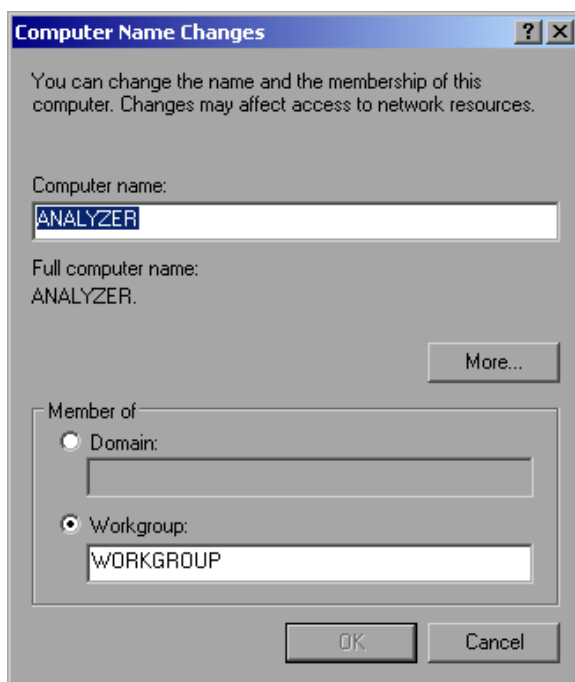 Computer Name Changes
You can change the name and the membership of this
computer. Changes may affect access to network resources.
Computer name:
ANALYZER
Full computer name:
ANALYZER.
More...
Member of
Domain:
Workgroup:
WORKGROUP
OK
Cancel